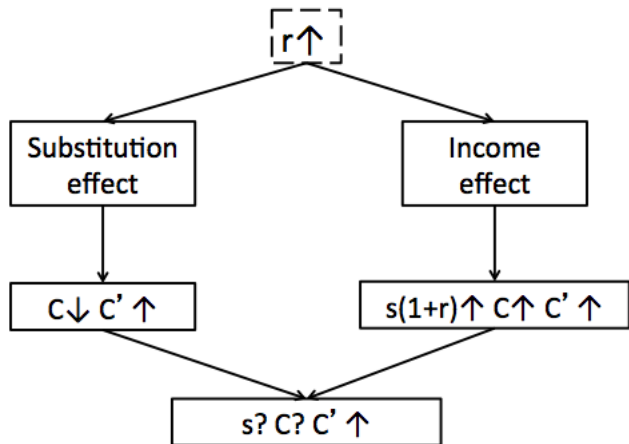 r↑
Substitution
effect
Income
effect
C↓ C' ↑
s(1+r)↑ C↑ C' ↑
s? C? C' ↑